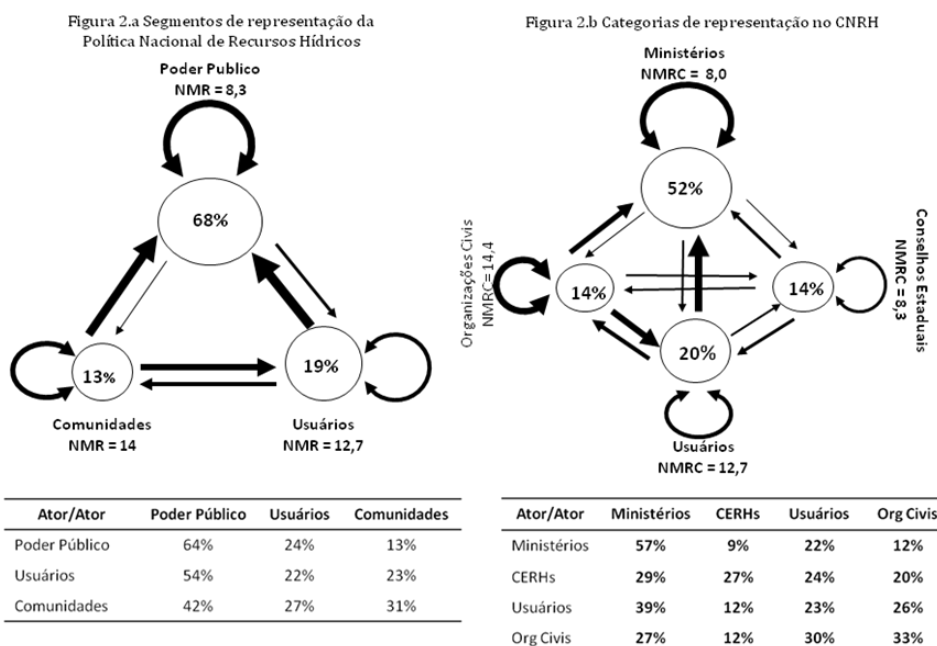 Figura 2.a Segmentos de representação da
Política Nacional de Recursos Hídricos
Poder Publico
NMR = 8,3
68%
13%
19%
Comunidades
NMR = 14
Usuários
NMR = 12,7
Ator/Ator Poder Público Usuários Comunidades
Poder Público 64% 24% 13%
Usuários 54% 22% 23%
Comunidades 42% 27% 31%
Figura 2.b Categorias de representação no CNRH
Ministérios
NMRC = 8,0
52%
Organizações Civis
NMRC=14,4
14%
14%
Conselhos Estaduais
NMRC = 8,3
20%
Usuários
NMRC = 12,7
Ator/Ator Ministérios CERHs Usuários Org Civis
Ministérios 57% 9% 22% 12%
CERHs 29% 27% 24% 20%
Usuários 39% 12% 23% 26%
Org Civis 27% 12% 30% 33%